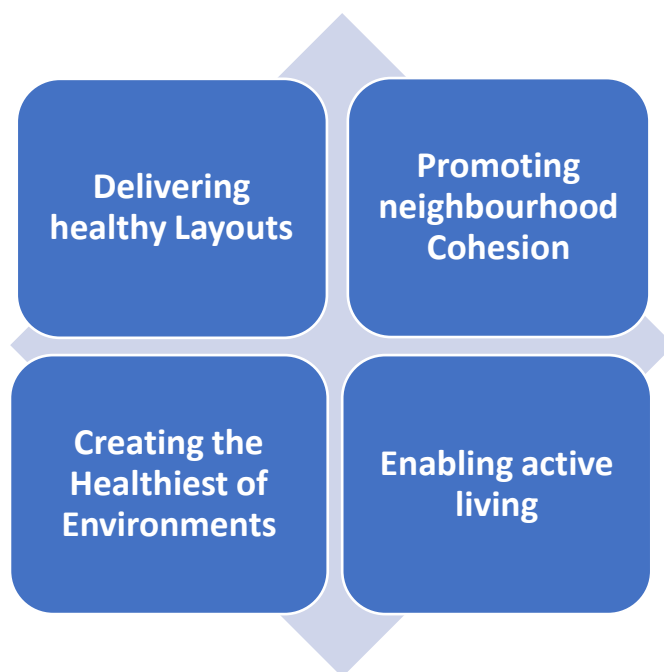 Delivering
healthy Layouts
Promoting
neighbourhood
Cohesion
Creating the
Healthiest of
Environments
Enabling active
living